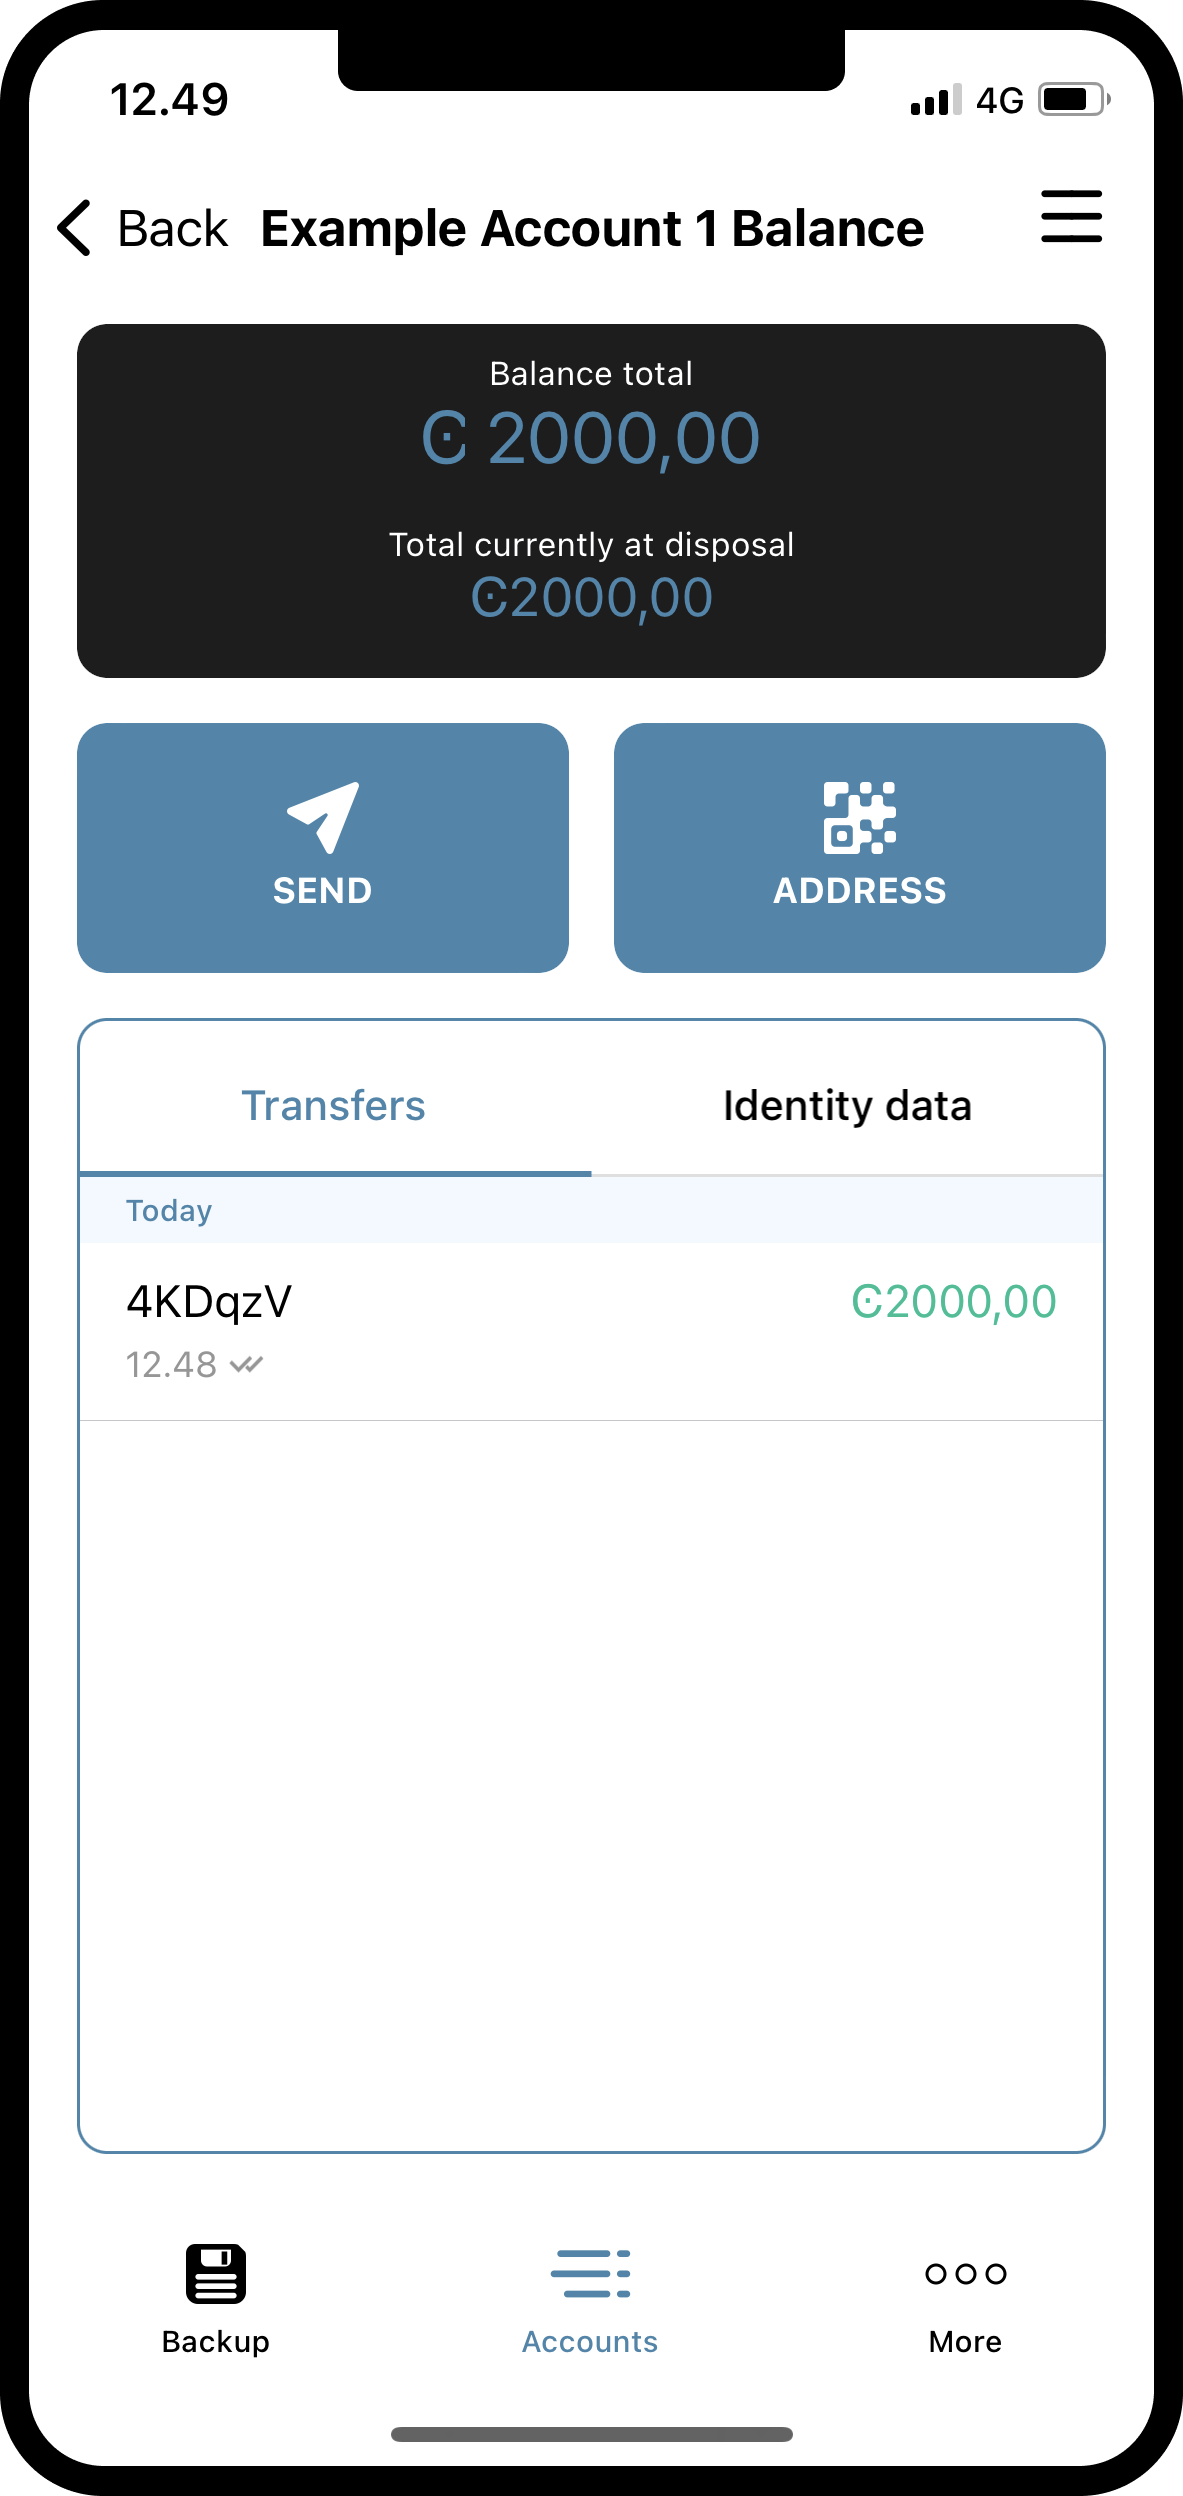 12.49
4G
Back
Example Account 1 Balance
Balance total
Ͼ 2000,00
Total currently at disposal
Ͼ2000,00
SEND
ADDRESS
Transfers
Identity data
Today
4KDqzV
Ͼ2000,00
12.48
Backup
Accounts
More